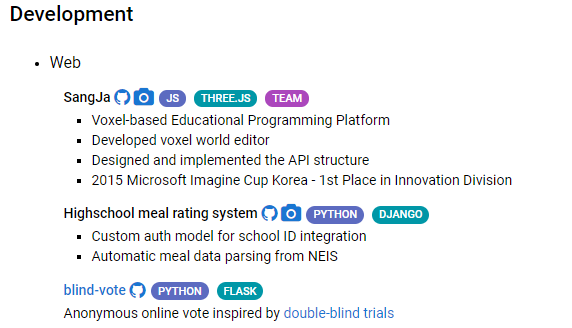 Development
Web
SangJa JS THREE.JS TEAM
Voxel-based Educational Programming Platform
Developed voxel world editor
Designed and implemented the API structure
2015 Microsoft Imagine Cup Korea - 1st Place in Innovation Division
Highschool meal rating system PYTHON DJANGO
Custom auth model for school ID integration
Automatic meal data parsing from NEIS
blind-vote PYTHON FLASK
Anonymous online vote inspired by double-blind trials